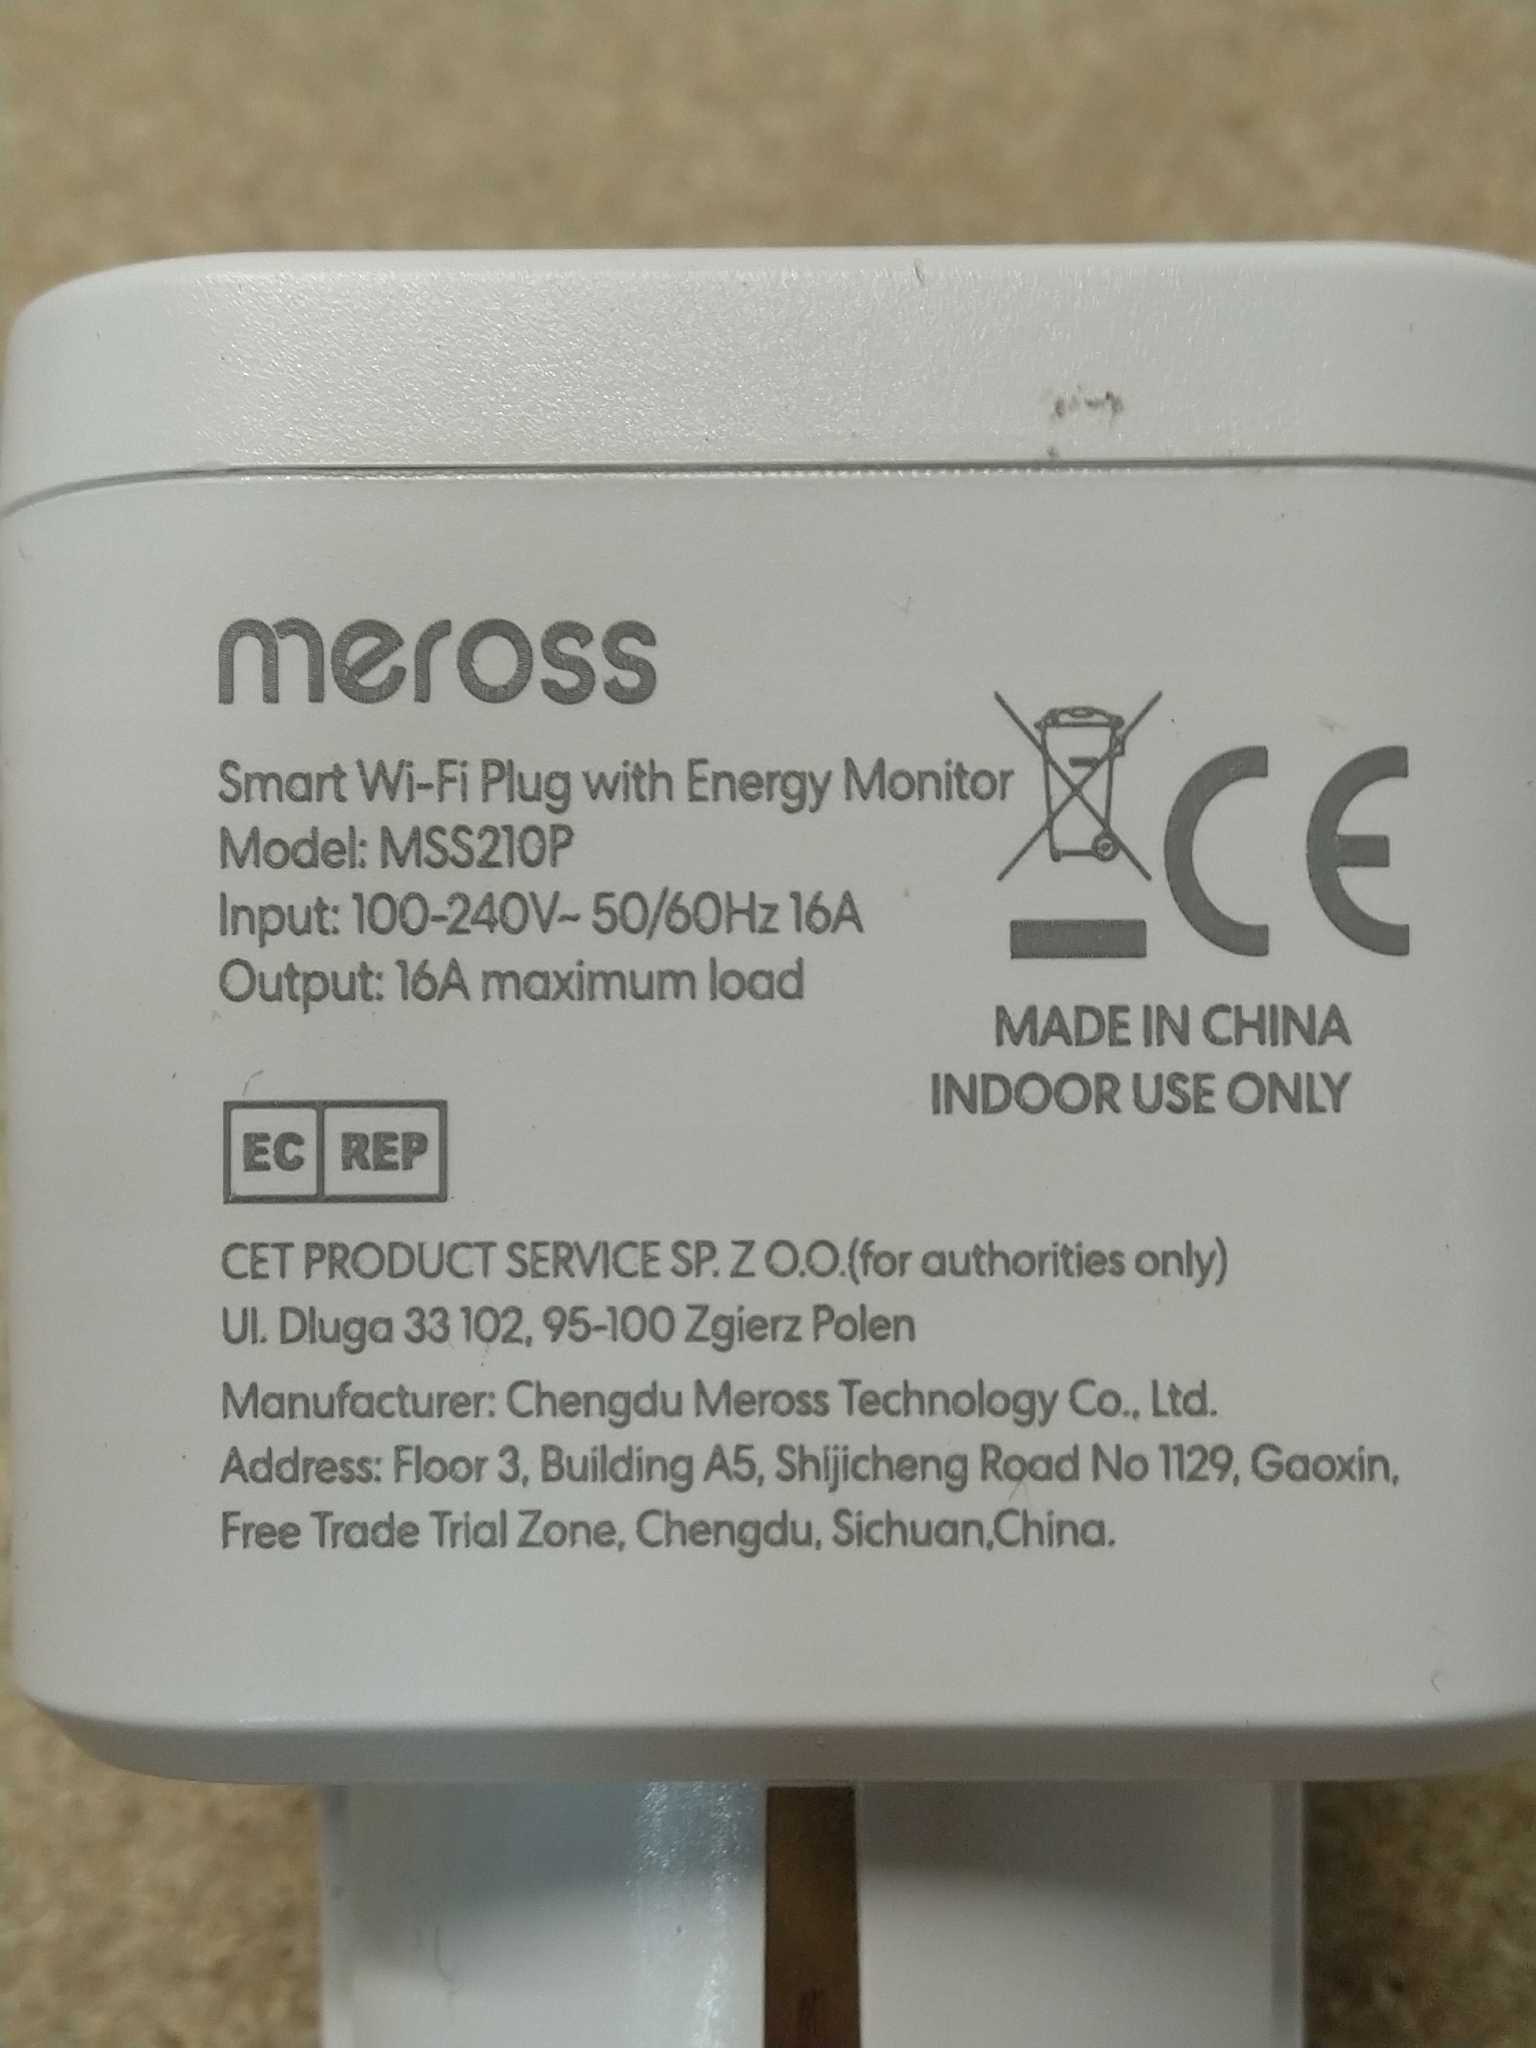 meross
Smart Wi-Fi Plug with Energy Monitor
Model: MSS210P
Input: 100-240V~ 50/60Hz 16A
Output: 16A maximum load
CE
MADE IN CHINA
INDOOR USE ONLY
EC REP
CET PRODUCT SERVICE SP. Z O.O.(for authorities only)
Ul. Dluga 33 102, 95-100 Zgierz Polen
Manufacturer: Chengdu Meross Technology Co., Ltd.
Address: Floor 3, Building A5, Shijicheng Road No 1129, Gaoxin,
Free Trade Trial Zone, Chengdu, Sichuan,China.